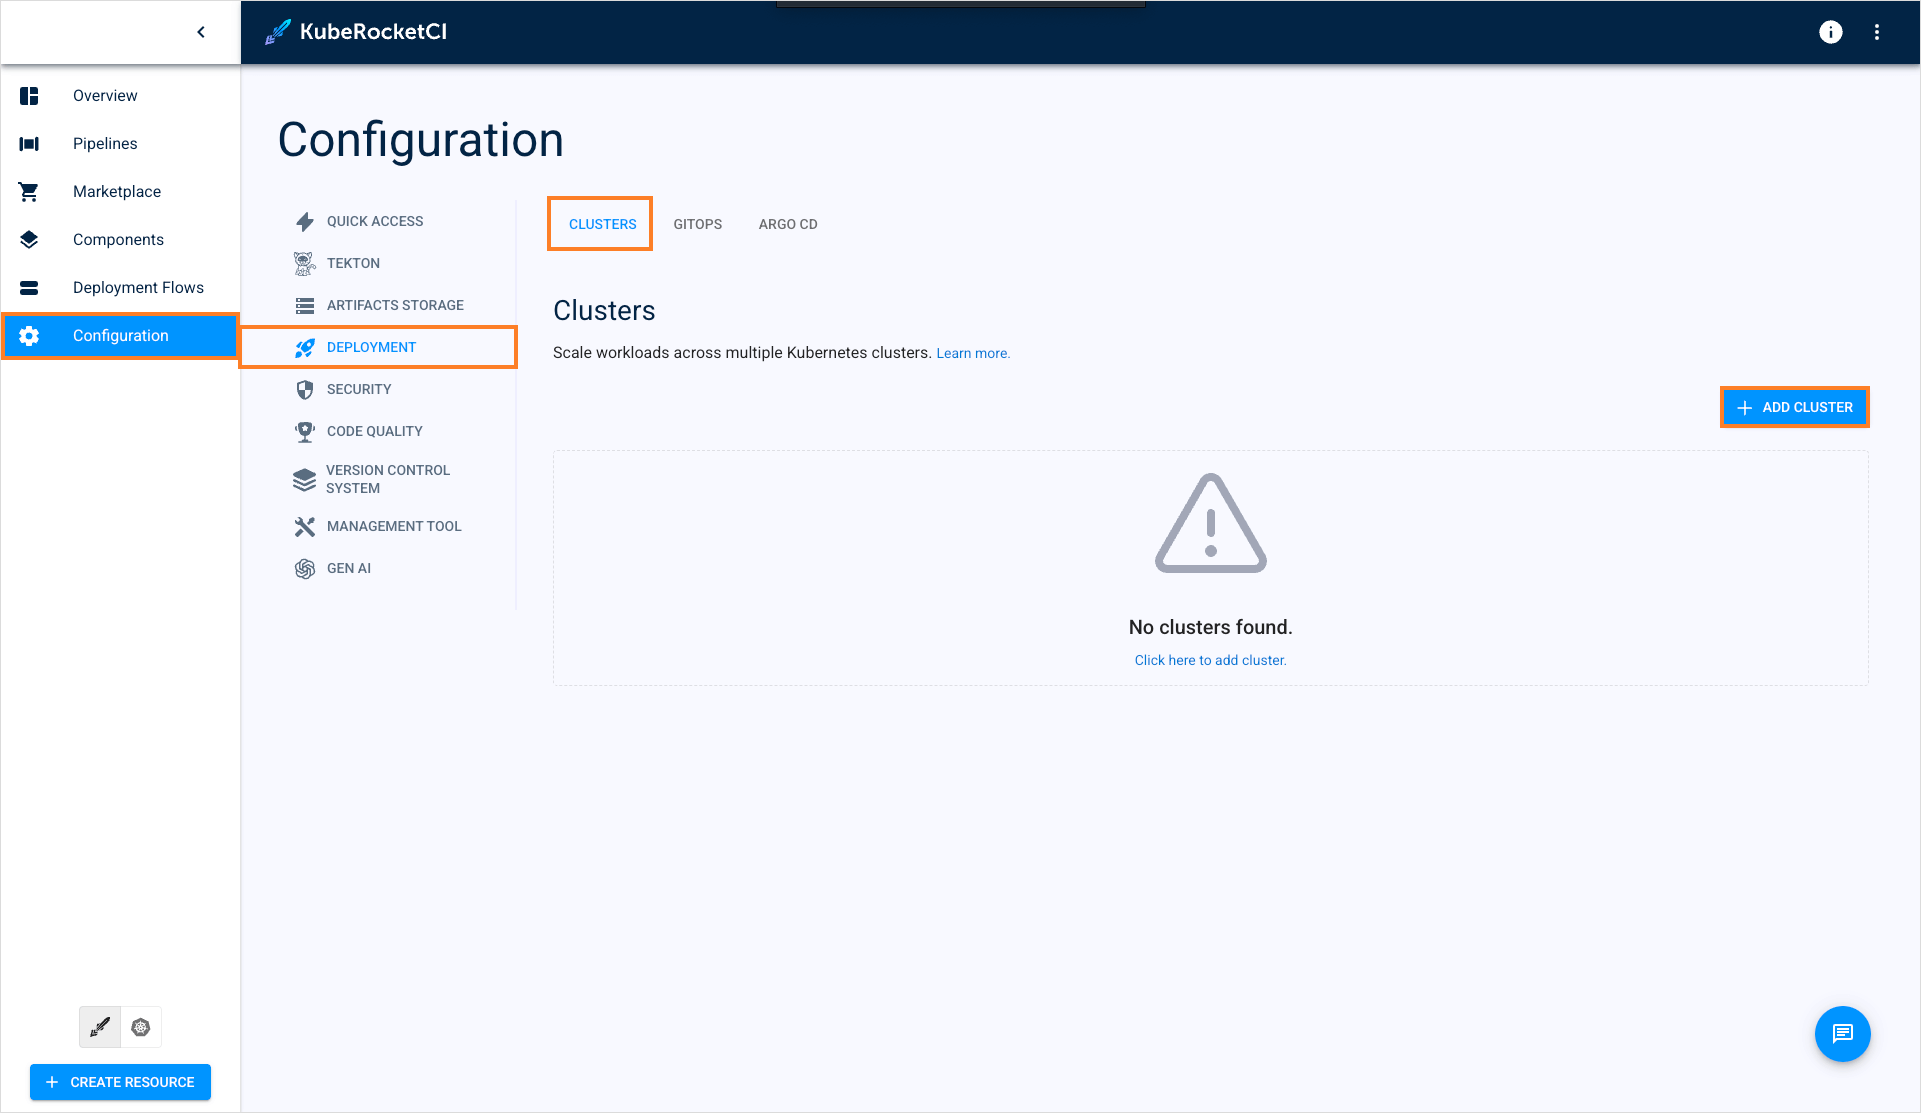 KubeRocketCI
Overview
Pipelines
Marketplace
Components
Deployment Flows
Configuration
CREATE RESOURCE
Configuration
QUICK ACCESS
TEKTON
ARTIFACTS STORAGE
DEPLOYMENT
SECURITY
CODE QUALITY
VERSION CONTROL
SYSTEM
MANAGEMENT TOOL
GEN AI
CLUSTERS GITOPS ARGO CD
Clusters
Scale workloads across multiple Kubernetes clusters. Learn more.
ADD CLUSTER
No clusters found.
Click here to add cluster.